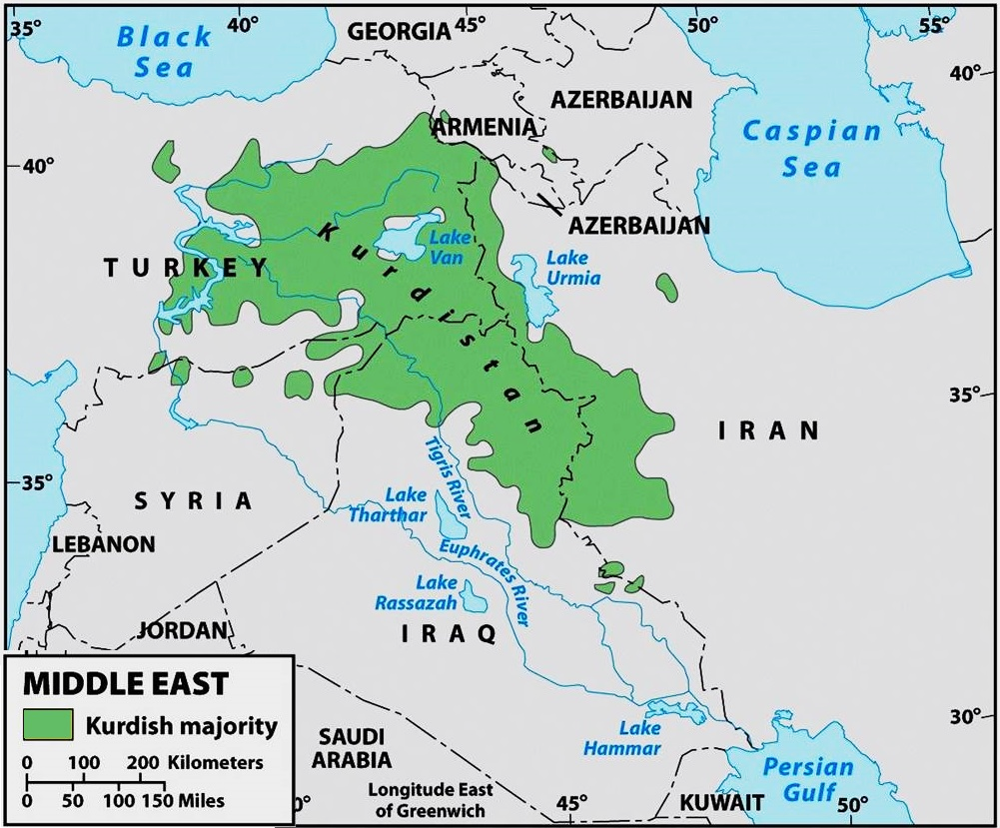 35°
40°
45°
50°
55°
Black
Sea
GEORGIA
40°
AZERBAIJAN
ARMENIA
Caspian
Sea
40°
AZERBAIJAN
Lake
Van
Lake
Urmia
TURKEY
Kurdistan
35°
IRAN
35°
SYRIA
Tigris River
Lake
Tharthar
LEBANON
Euphrates River
Lake
Rassazah
IRAQ
JORDAN
MIDDLE EAST
Kurdish majority
0 100 200 Kilometers
0 50 100 150 Miles
30°
Lake
Hammar
SAUDI
ARABIA
Persian
Gulf
Longitude East
of Greenwich
KUWAIT
0°
45°
50°